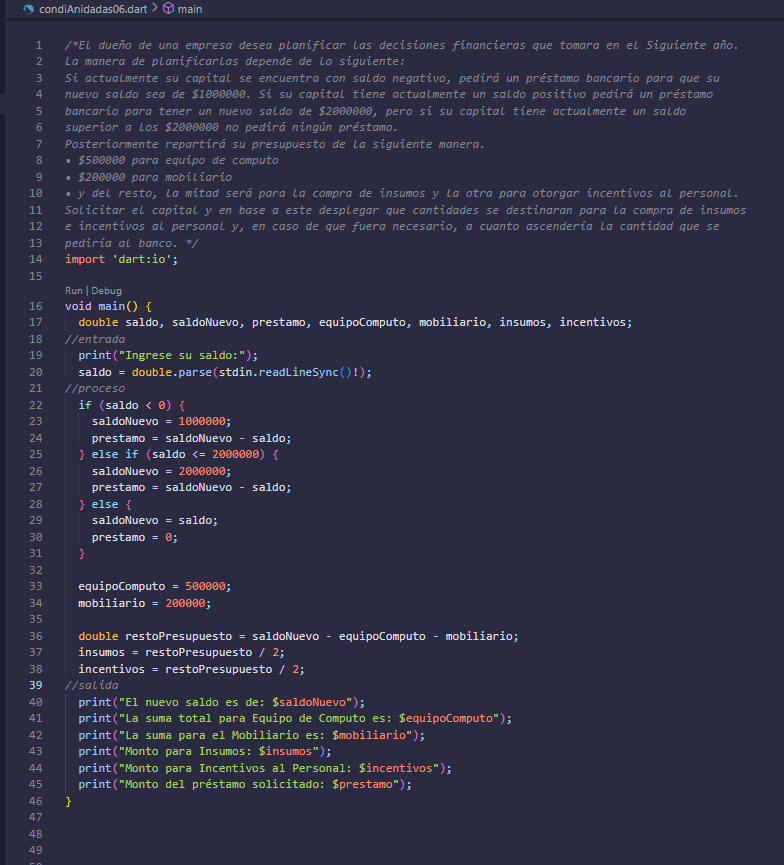 condiAnidadas06.dart > main
1 /*El dueño de una empresa desea planificar las decisiones financieras que tomara en el Siguiente año.
2 La manera de planificarlas depende de lo siguiente:
3 Si actualmente su capital se encuentra con saldo negativo, pedirá un préstamo bancario para que su
4 nuevo saldo sea de $1000000. Si su capital tiene actualmente un saldo positivo pedirá un préstamo
5 bancario para tener un nuevo saldo de $2000000, pero si su capital tiene actualmente un saldo
6 superior a los $2000000 no pedirá ningún préstamo.
7 Posteriormente repartirá su presupuesto de la siguiente manera.
8 • $500000 para equipo de computo
9 • $200000 para mobiliario
10 • y del resto, la mitad será para la compra de insumos y la otra para otorgar incentivos al personal.
11 Solicitar el capital y en base a este desplegar que cantidades se destinaran para la compra de insumos
12 e incentivos al personal y, en caso de que fuera necesario, a cuanto ascendería la cantidad que se
13 pediría al banco. */
14 import 'dart:io';
15
Run | Debug
16 void main() {
17   double saldo, saldoNuevo, prestamo, equipoComputo, mobiliario, insumos, incentivos;
18 //entrada
19   print("Ingrese su saldo:");
20   saldo = double.parse(stdin.readLineSync()!);
21 //proceso
22   if (saldo < 0) {
23     saldoNuevo = 1000000;
24     prestamo = saldoNuevo - saldo;
25   } else if (saldo <= 2000000) {
26     saldoNuevo = 2000000;
27     prestamo = saldoNuevo - saldo;
28   } else {
29     saldoNuevo = saldo;
30     prestamo = 0;
31   }
32
33   equipoComputo = 500000;
34   mobiliario = 200000;
35
36   double restoPresupuesto = saldoNuevo - equipoComputo - mobiliario;
37   insumos = restoPresupuesto / 2;
38   incentivos = restoPresupuesto / 2;
39 //salida
40   print("El nuevo saldo es de: $saldoNuevo");
41   print("La suma total para Equipo de Computo es: $equipoComputo");
42   print("La suma para el Mobiliario es: $mobiliario");
43   print("Monto para Insumos: $insumos");
44   print("Monto para Incentivos al Personal: $incentivos");
45   print("Monto del préstamo solicitado: $prestamo");
46 }
47
48
49